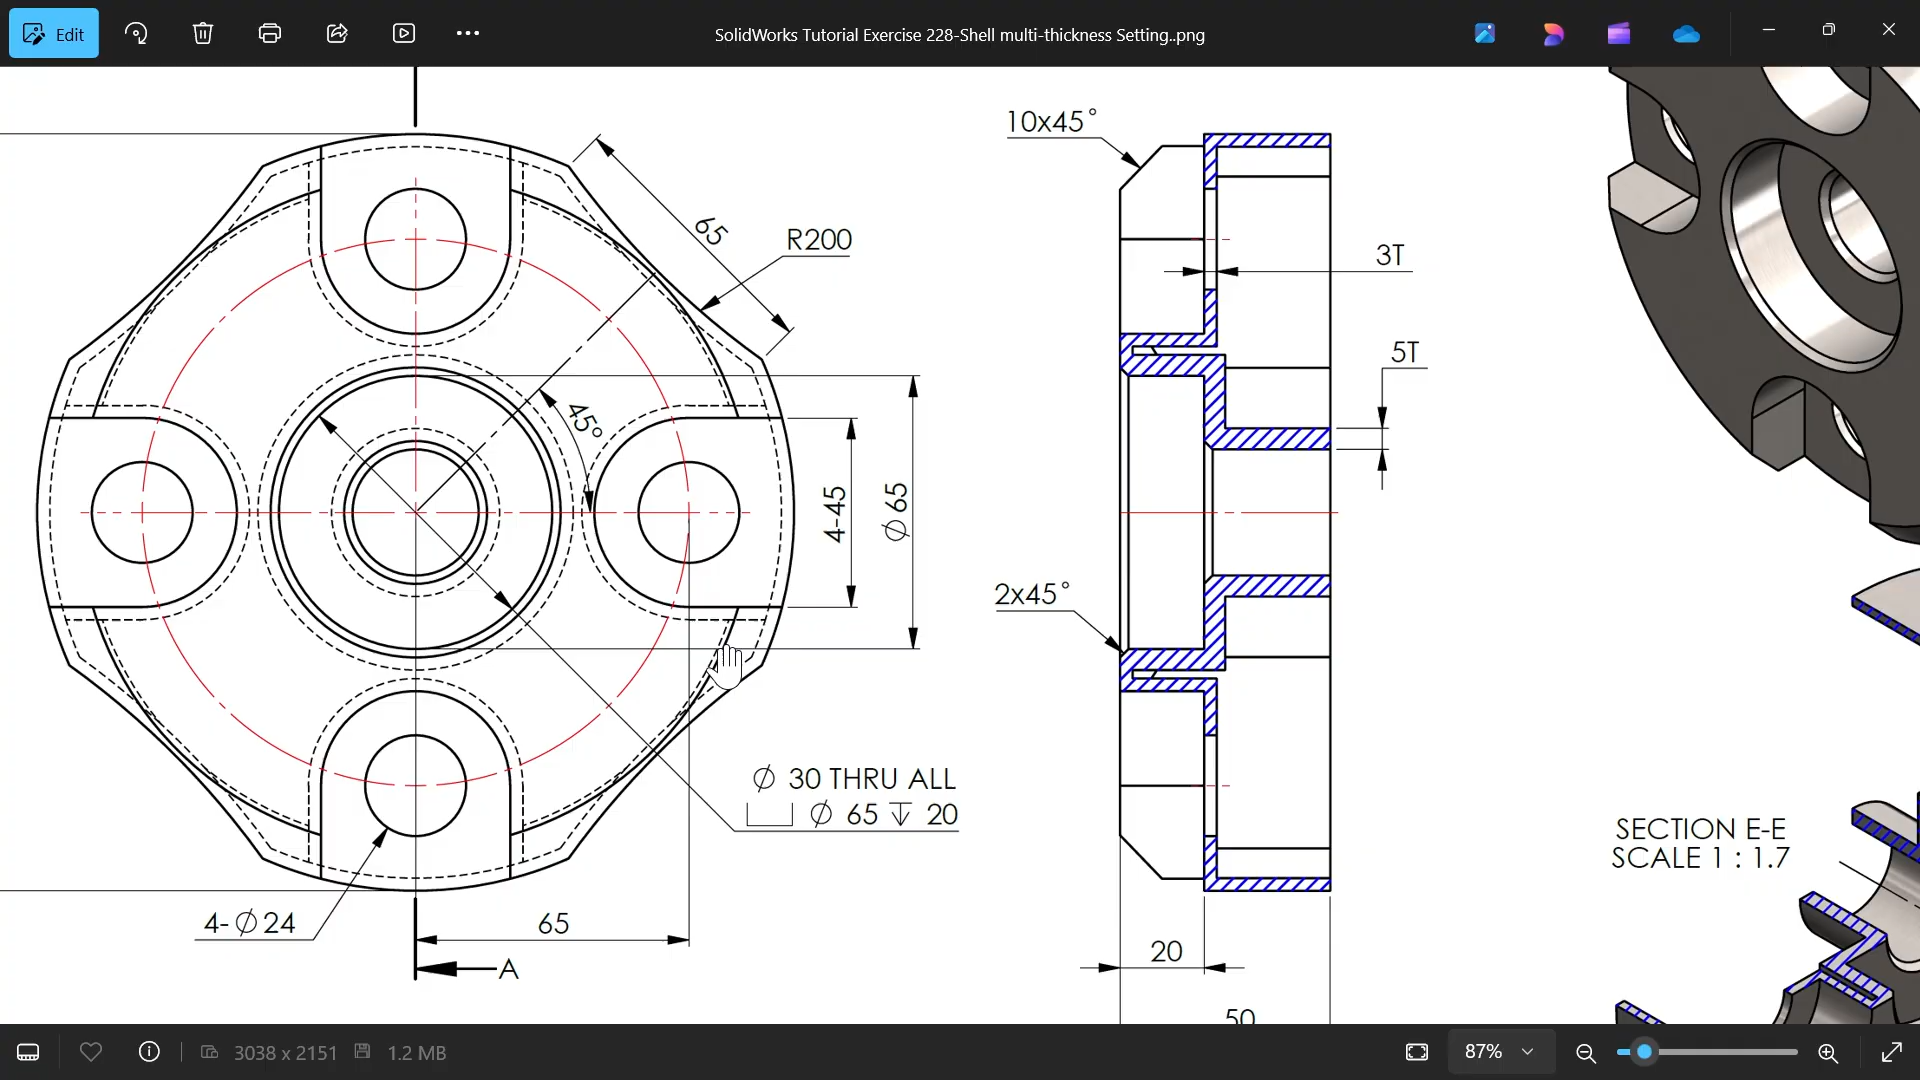 Edit
SolidWorks Tutorial Exercise 228-Shell multi-thickness Setting..png
10x45°
65
R200
3T
5T
45°
4-45
⌀ 65
2x45°
⌀ 30 THRU ALL
⌴ ⌀ 65 ↧ 20
SECTION E-E
SCALE 1 : 1.7
4-⌀24
65
20
A
50
3038 x 2151
1.2 MB
87%